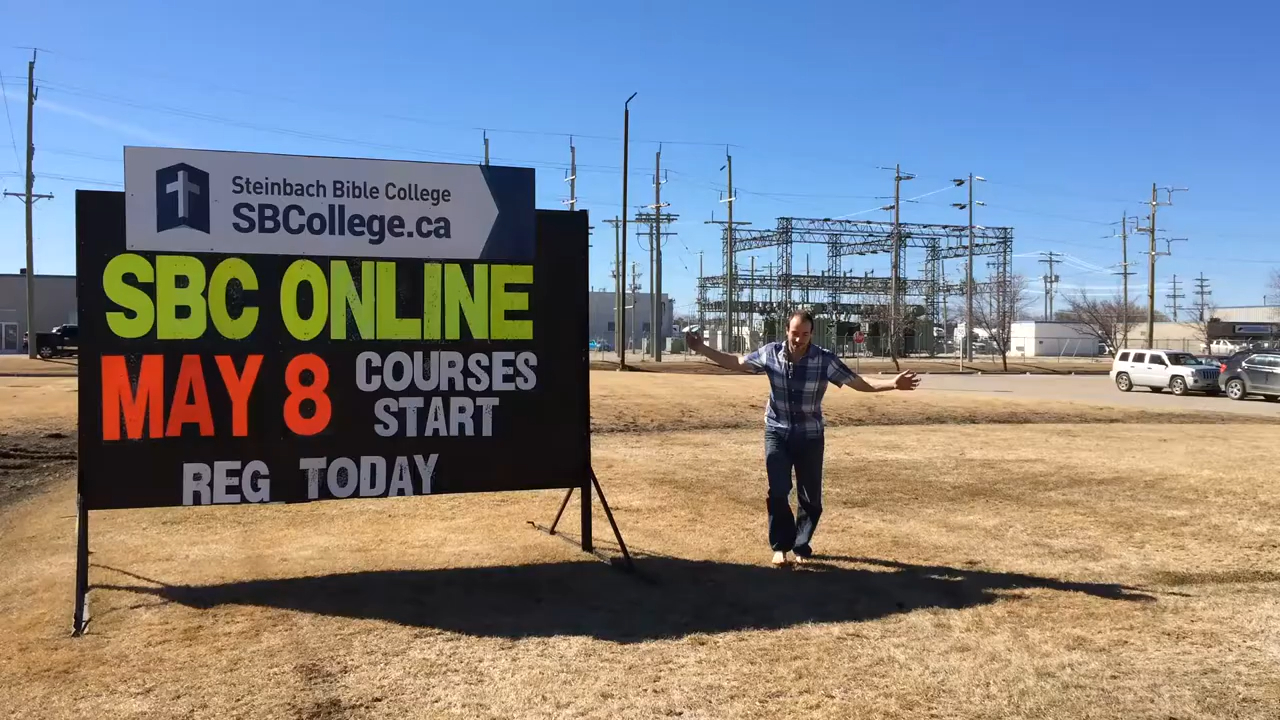 Steinbach Bible College
SBCollege.ca
SBC ONLINE
MAY 8 COURSES
START
REG TODAY